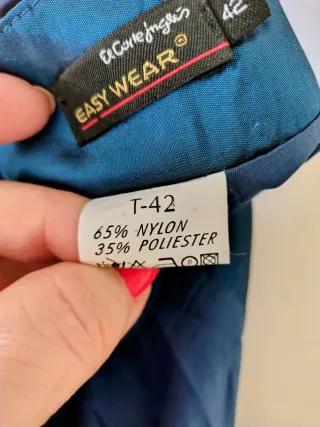 El Corte Inglés
42
EASY WEAR®
T-42
65% NYLON
35% POLIESTER